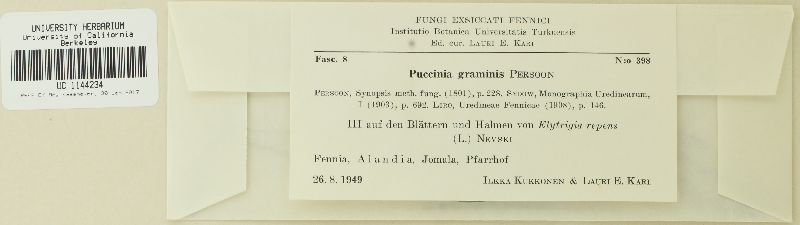 UNIVERSITY HERBARIUM
University of California
Berkeley
UC 1144234
FUNGI EXSICCATI FENNICI
Institutio Botanica Universitatis Turkuensis
Ed. cur. LAURI E. KARI
Fasc. 8 N:o 398
Puccinia graminis PERSOON
PERSOON, Synopsis meth. fung. (1801), p. 228. SYDOW, Monographia Uredinearum,
I (1903), p. 692. LIRO, Uredineae Fennicae (1908), p. 146.
III auf den Blättern und Halmen von Elytrigia repens
(L.) NEVSKI
Fennia, Alandia, Jomala, Pfarrhof
26. 8. 1949 ILKKA KUKKONEN & LAURI E. KARI